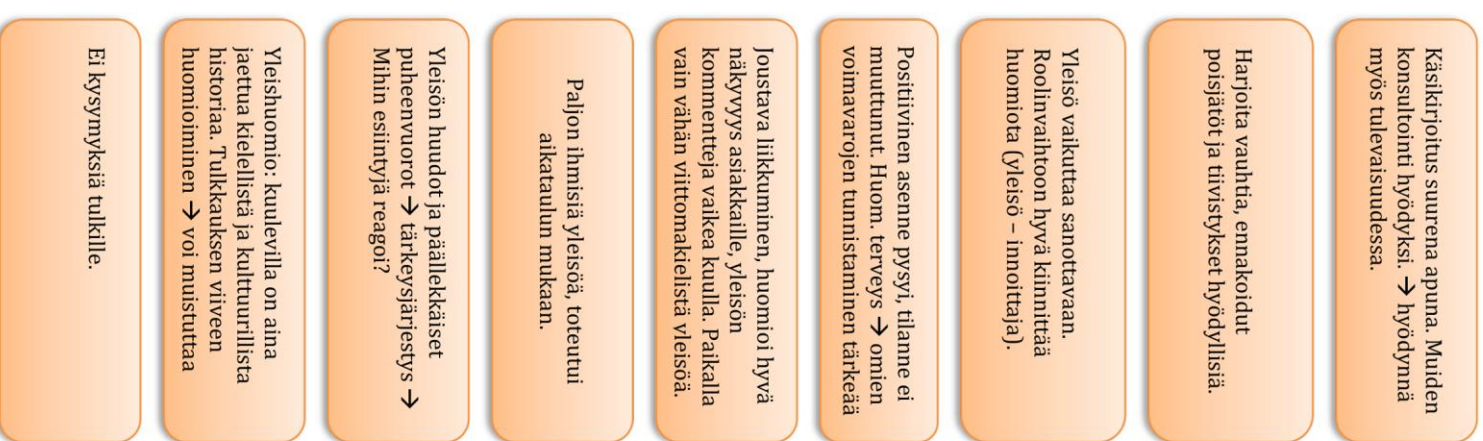 Käsikirjoitus suurena apuna. Muiden
konsultointi hyödyksi. → hyödynnä
myös tulevaisuudessa.
Harjoita vauhtia, ennakoidut
poisjätöt ja tiivistykset hyödyllisiä.
Yleisö vaikuttaa sanottavaan.
Roolinvaihtoon hyvä kiinnittää
huomiota (yleisö – innoittaja).
Positiivinen asenne pysyi, tilanne ei
muuttunut. Huom. terveys → omien
voimavarojen tunnistaminen tärkeää
Joustava liikkuminen, huomioi hyvä
näkyvyys asiakkaille, yleisön
kommentteja vaikea kuulla. Paikalla
vain vähän viittomakielistä yleisöä.
Paljon ihmisiä yleisöä, toteutui
aikataulun mukaan.
Yleisön huudot ja päällekkäiset
puheenvuorot → tärkeysjärjestys →
Mihin esiintyjä reagoi?
Yleishuomio: kuulevilla on aina
jaettua kielellistä ja kulttuurillista
historiaa. Tulkkauksen viiveen
huomioiminen → voi muistuttaa
Ei kysymyksiä tulkille.